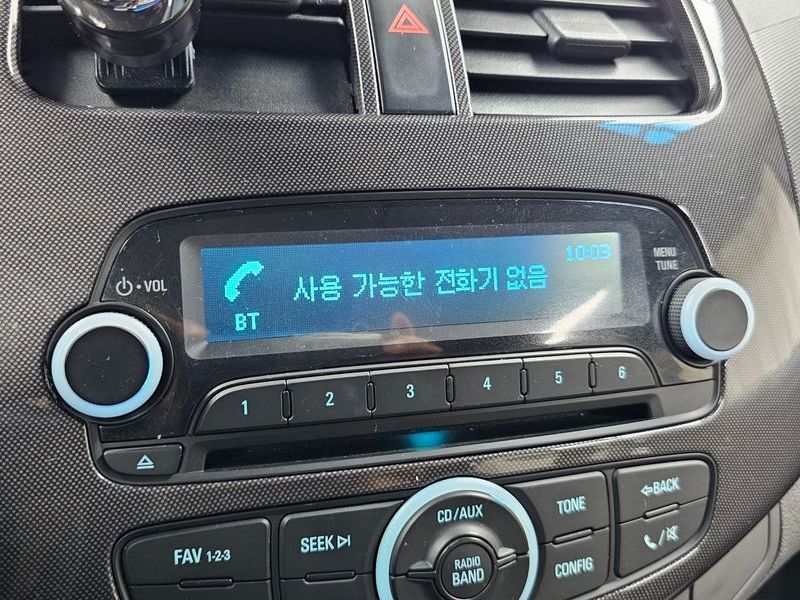 10:03
사용 가능한 전화기 없음
BT
VOL
MENU
TUNE
1 2 3 4 5 6
FAV 1-2-3
SEEK
CD/AUX
RADIO
BAND
TONE
CONFIG
BACK